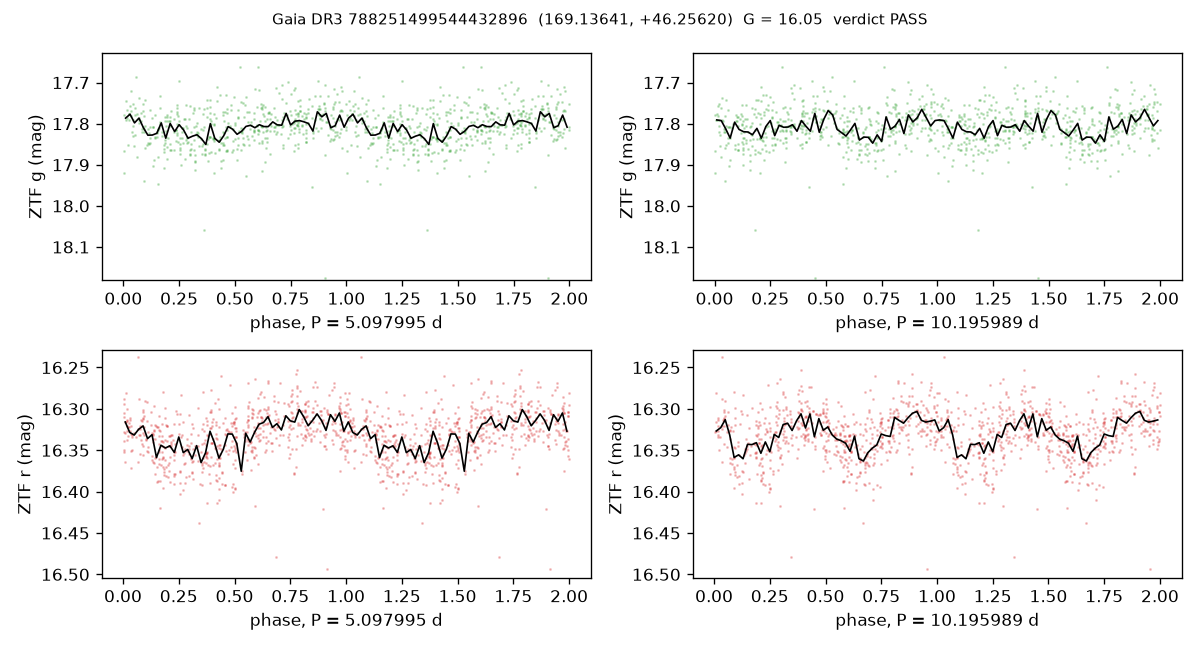 Gaia DR3 788251499544432896 (169.13641, +46.25620) G = 16.05 verdict PASS
ZTF g (mag)
17.7
17.8
17.9
18.0
18.1
0.00 0.25 0.50 0.75 1.00 1.25 1.50 1.75 2.00
phase, P = 5.097995 d
ZTF g (mag)
17.7
17.8
17.9
18.0
18.1
0.00 0.25 0.50 0.75 1.00 1.25 1.50 1.75 2.00
phase, P = 10.195989 d
ZTF r (mag)
16.25
16.30
16.35
16.40
16.45
16.50
0.00 0.25 0.50 0.75 1.00 1.25 1.50 1.75 2.00
phase, P = 5.097995 d
ZTF r (mag)
16.25
16.30
16.35
16.40
16.45
16.50
0.00 0.25 0.50 0.75 1.00 1.25 1.50 1.75 2.00
phase, P = 10.195989 d